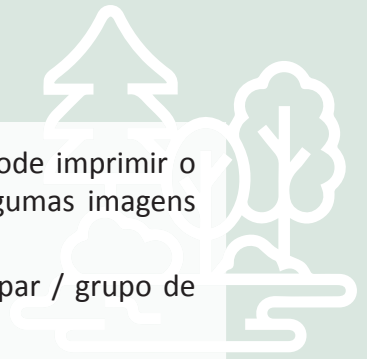 ode imprimir o
gumas imagens
par / grupo de